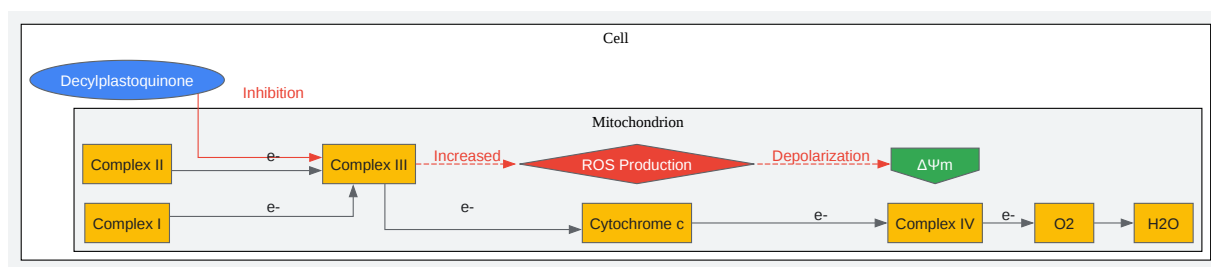 Cell
Decylplastoquinone
Inhibition
Mitochondrion
Complex II
e-
Complex III
Increased
ROS Production
Depolarization
ΔΨm
Complex I
e-
e-
Cytochrome c
e-
Complex IV
e-
O2
H2O